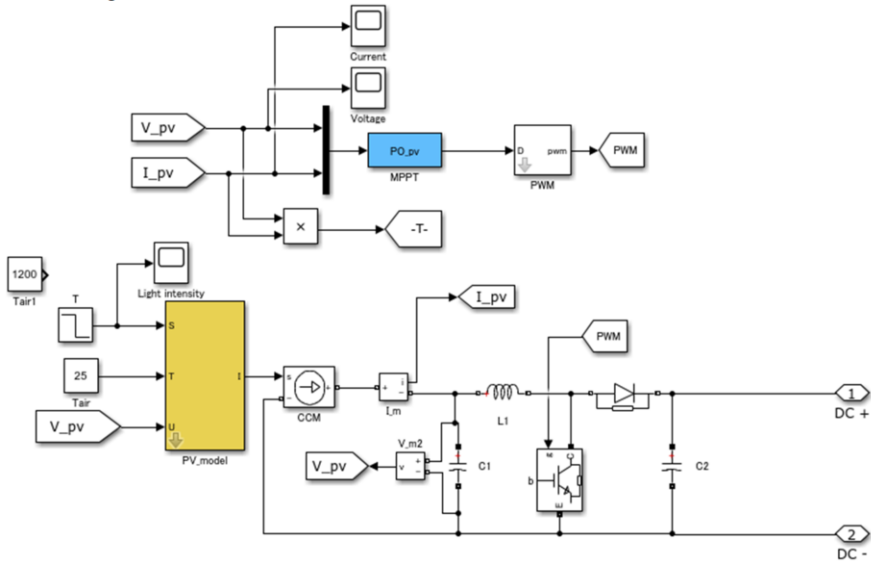 Current
Voltage
V_pv
I_pv
PO_pv
MPPT
D
pwm
PWM
PWM
×
-T-
1200
Tair1
Light intensity
T
S
25
T
Tair
I
V_pv
U
PV_model
s
+
-
CCM
+
i
-
I_m
I_pv
PWM
L1
1
DC +
V_m2
V_pv
v
+
-
C1
g
C
b
E
C2
2
DC -